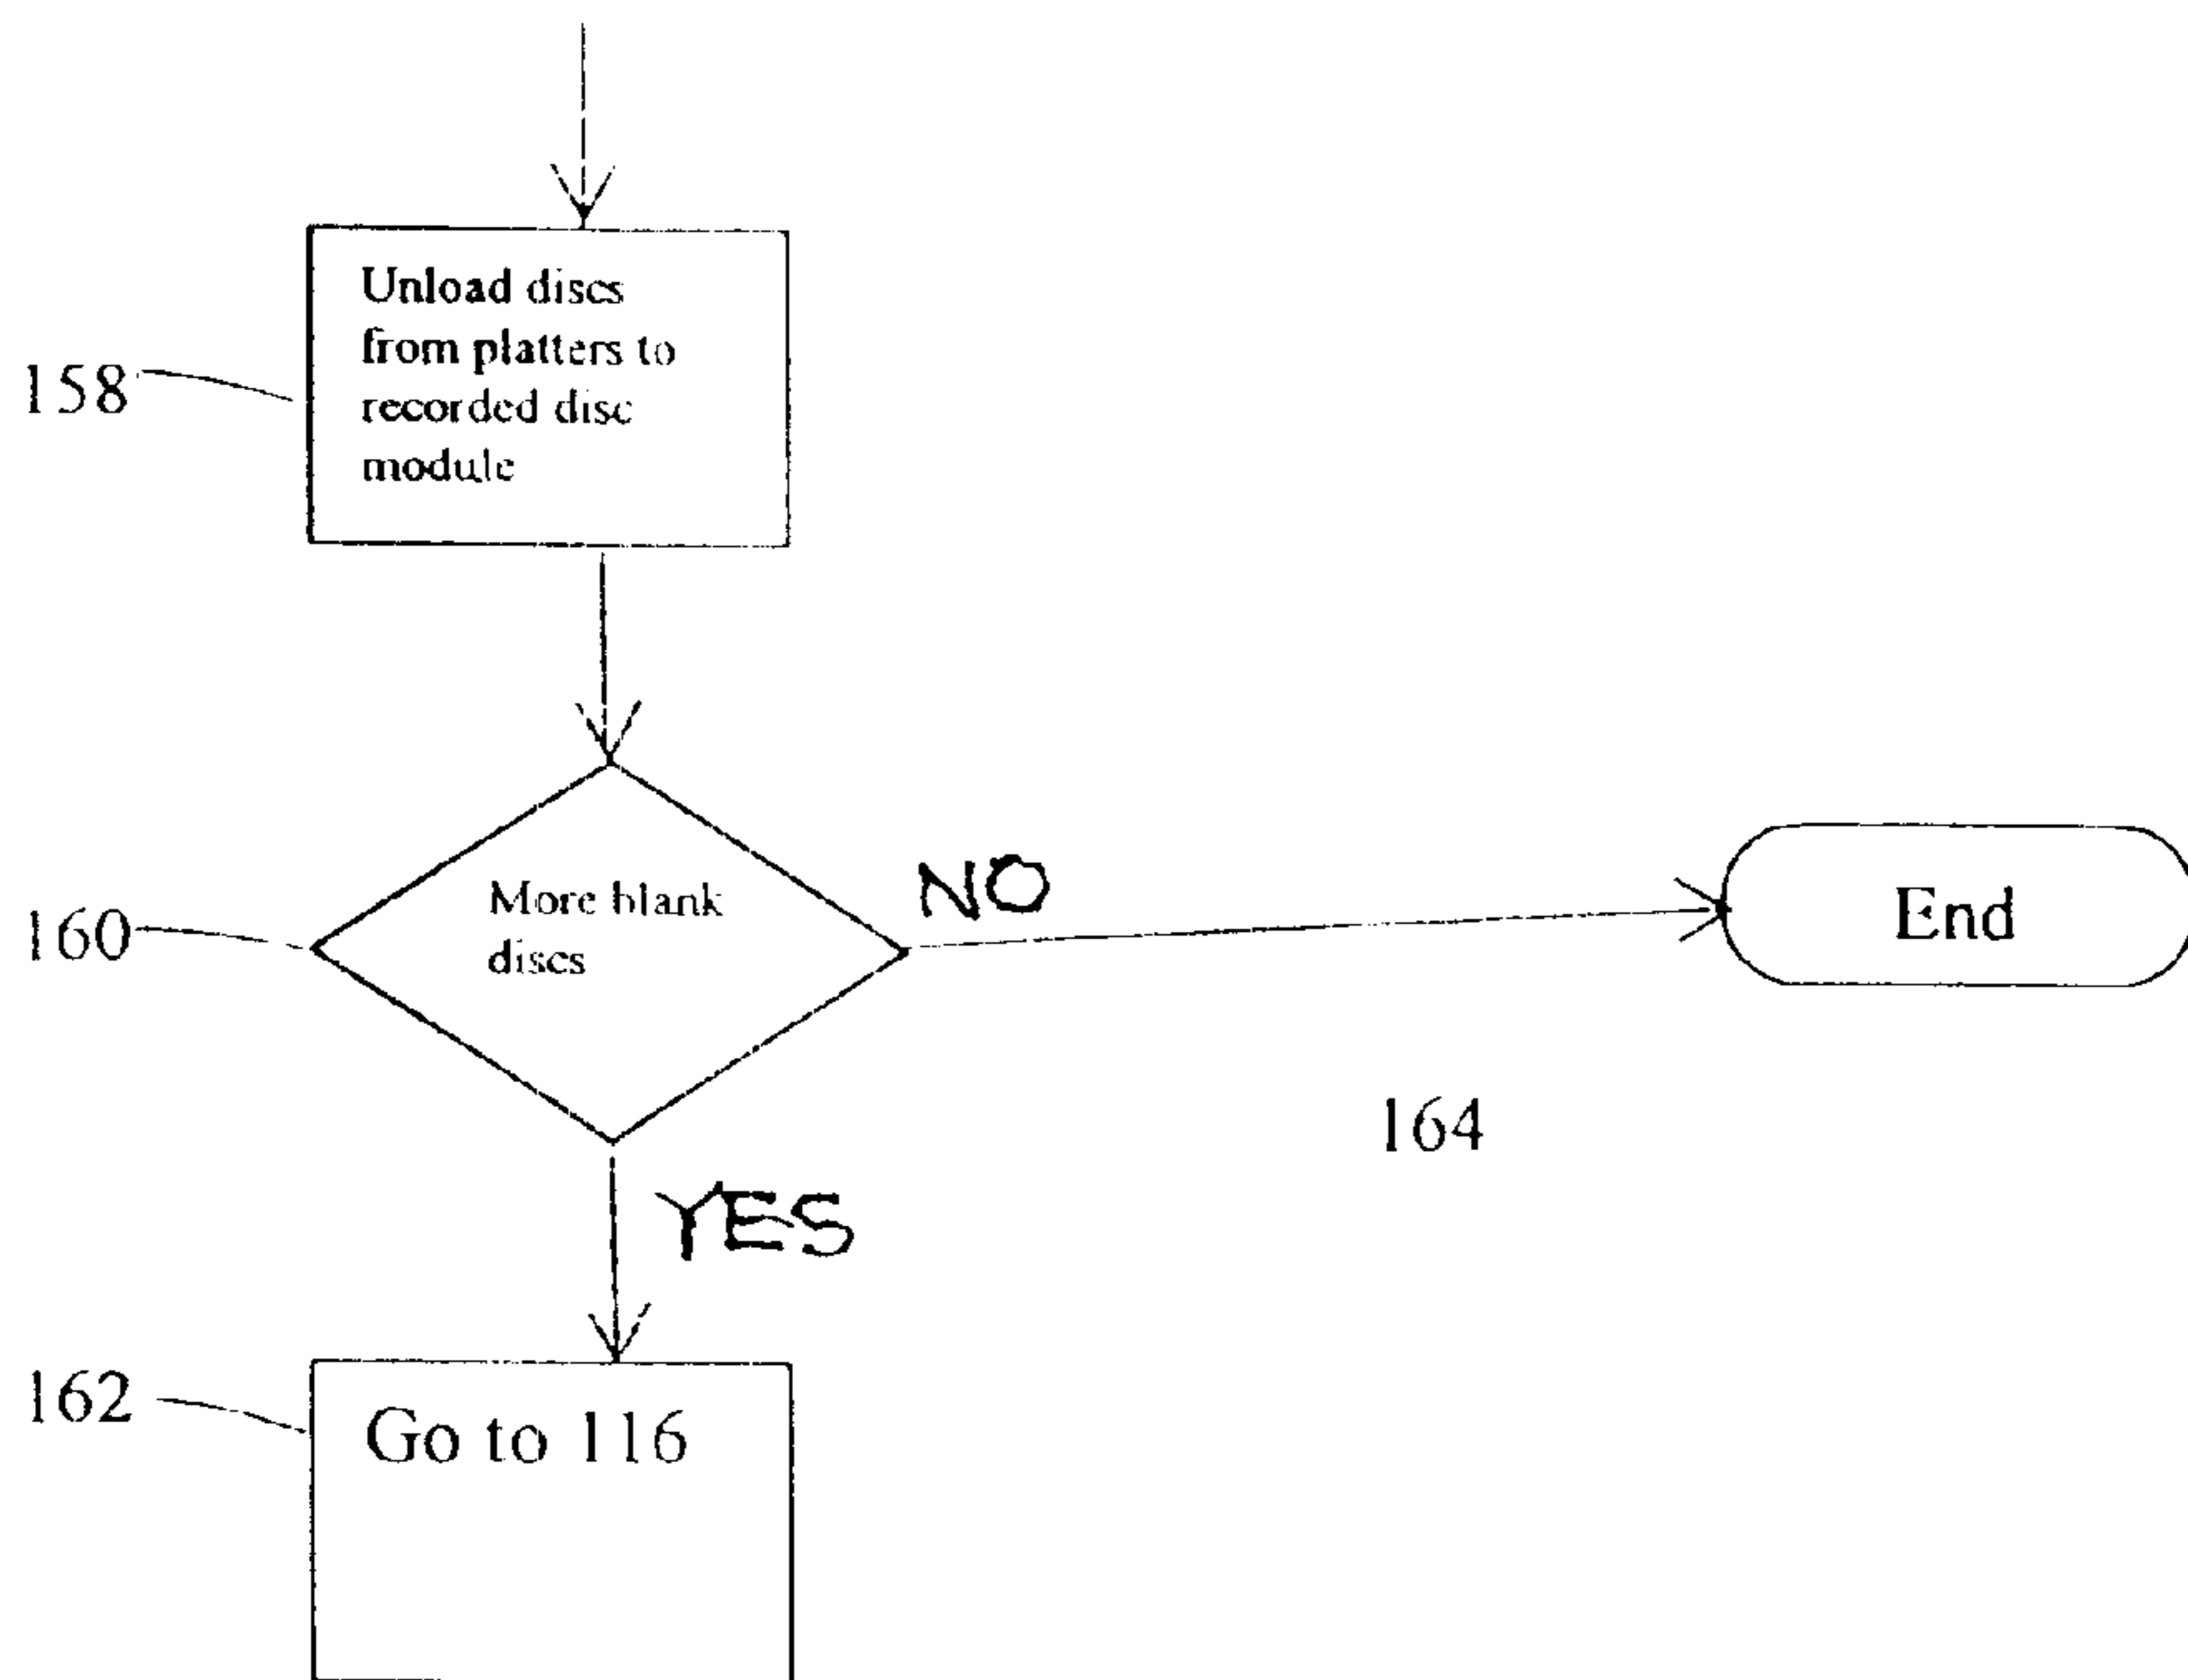 Unload discs
from platters to
recorded disc
module
158
More blank
discs
160
NO
End
164
YES
162
Go to 116